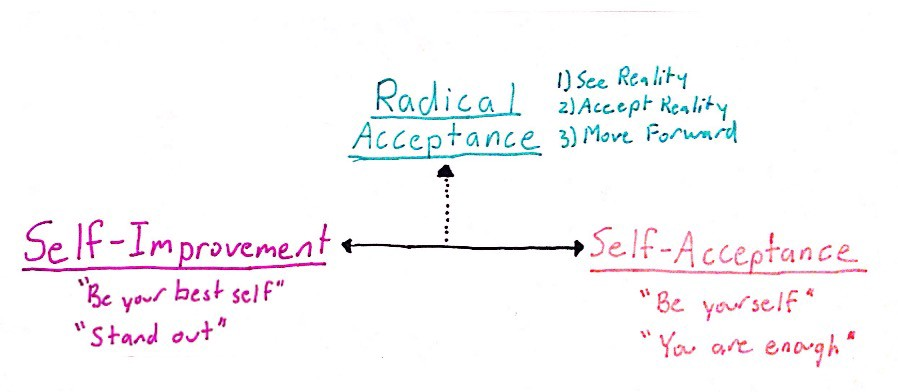 Radical
Acceptance
1) See Reality
2) Accept Reality
3) Move Forward
Self-Improvement
"Be your best self"
"Stand out"
Self-Acceptance
"Be yourself"
"You are enough"